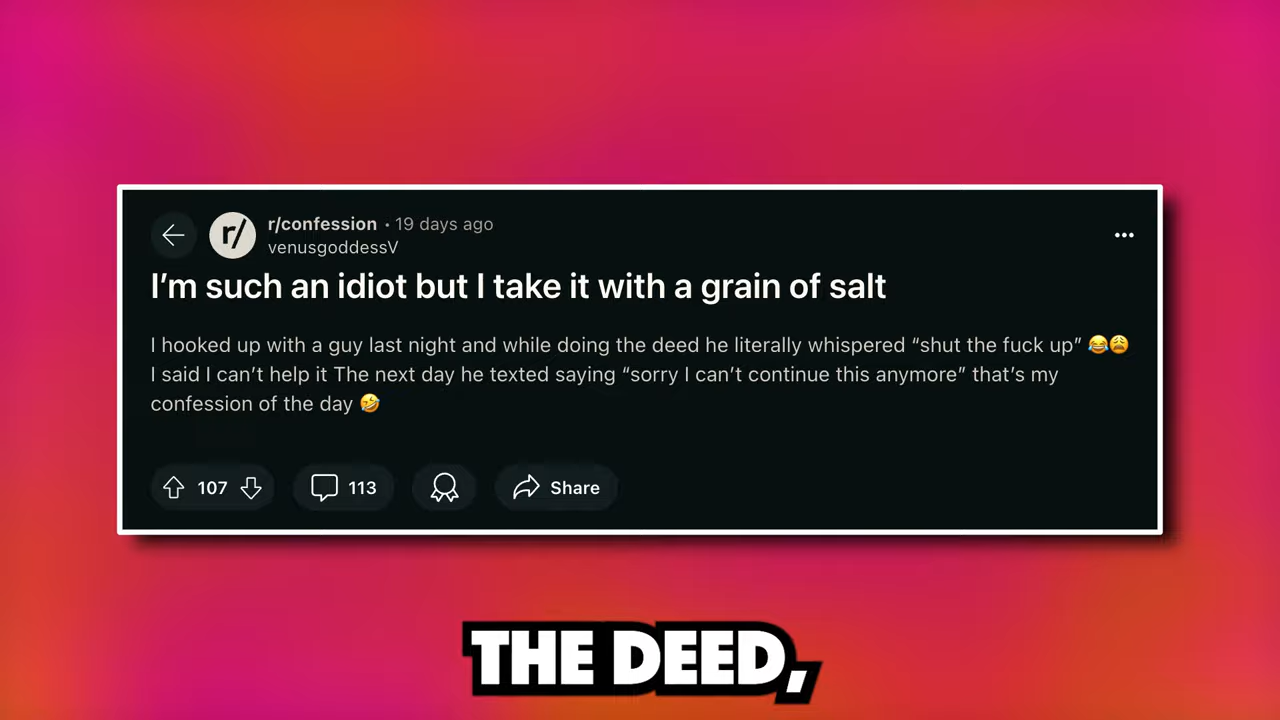 r/confession • 19 days ago
venusgoddessV
r/
I’m such an idiot but I take it with a grain of salt
I hooked up with a guy last night and while doing the deed he literally whispered “shut the fuck up” 😂😩
I said I can’t help it The next day he texted saying “sorry I can’t continue this anymore” that’s my
confession of the day 🤣
107
113
Share
THE DEED,